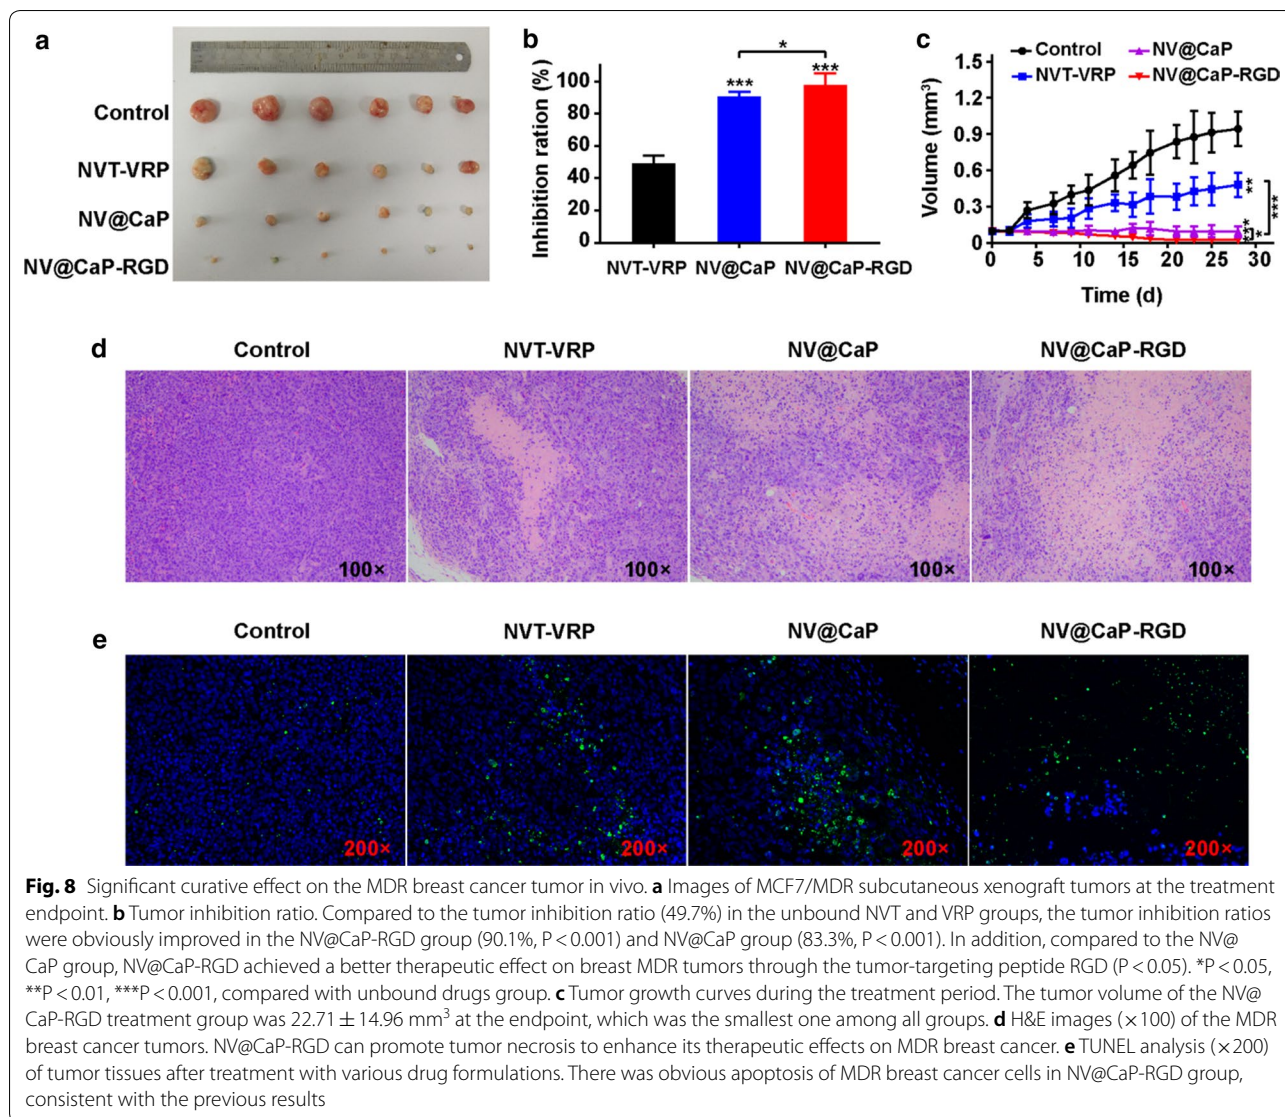 a
Control
NVT-VRP
NV@CaP
NV@CaP-RGD
b
Inhibition ration (%)
100
80
60
40
20
0
***
***
*
NVT-VRP NV@CaP NV@CaP-RGD
c
Control NV@CaP
NVT-VRP NV@CaP-RGD
Volume (mm³)
1.5
1.2
0.9
0.6
0.3
0
0 5 10 15 20 25 30
Time (d)
**
***
***
*
d
Control NVT-VRP NV@CaP NV@CaP-RGD
100× 100× 100× 100×
e
Control NVT-VRP NV@CaP NV@CaP-RGD
200× 200× 200× 200×
Fig. 8 Significant curative effect on the MDR breast cancer tumor in vivo. a Images of MCF7/MDR subcutaneous xenograft tumors at the treatment
endpoint. b Tumor inhibition ratio. Compared to the tumor inhibition ratio (49.7%) in the unbound NVT and VRP groups, the tumor inhibition ratios
were obviously improved in the NV@CaP-RGD group (90.1%, P < 0.001) and NV@CaP group (83.3%, P < 0.001). In addition, compared to the NV@
CaP group, NV@CaP-RGD achieved a better therapeutic effect on breast MDR tumors through the tumor-targeting peptide RGD (P < 0.05). *P < 0.05,
**P < 0.01, ***P < 0.001, compared with unbound drugs group. c Tumor growth curves during the treatment period. The tumor volume of the NV@
CaP-RGD treatment group was 22.71 ± 14.96 mm³ at the endpoint, which was the smallest one among all groups. d H&E images (×100) of the MDR
breast cancer tumors. NV@CaP-RGD can promote tumor necrosis to enhance its therapeutic effects on MDR breast cancer. e TUNEL analysis (×200)
of tumor tissues after treatment with various drug formulations. There was obvious apoptosis of MDR breast cancer cells in NV@CaP-RGD group,
consistent with the previous results